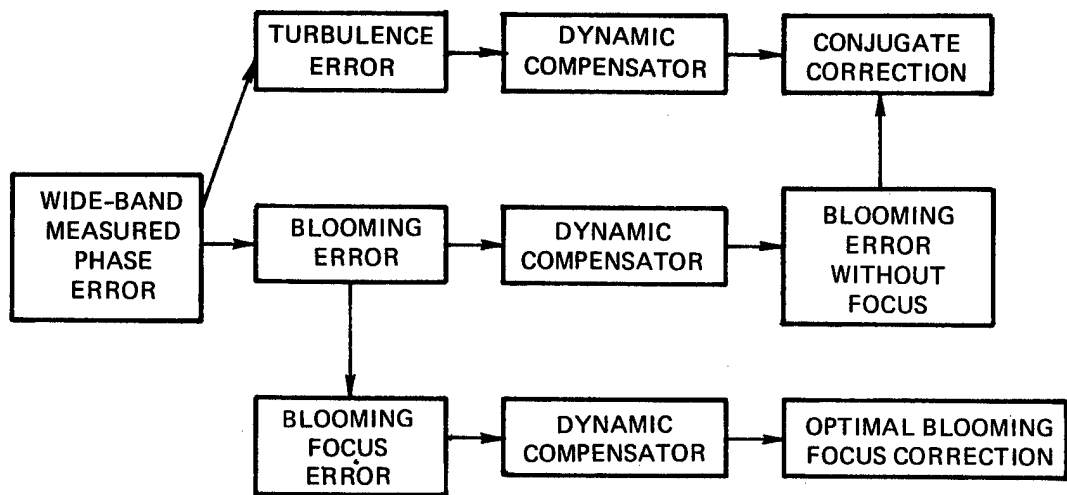 TURBULENCE
ERROR
DYNAMIC
COMPENSATOR
CONJUGATE
CORRECTION
WIDE-BAND
MEASURED
PHASE
ERROR
BLOOMING
ERROR
DYNAMIC
COMPENSATOR
BLOOMING
ERROR
WITHOUT
FOCUS
BLOOMING
FOCUS
ERROR
DYNAMIC
COMPENSATOR
OPTIMAL BLOOMING
FOCUS CORRECTION